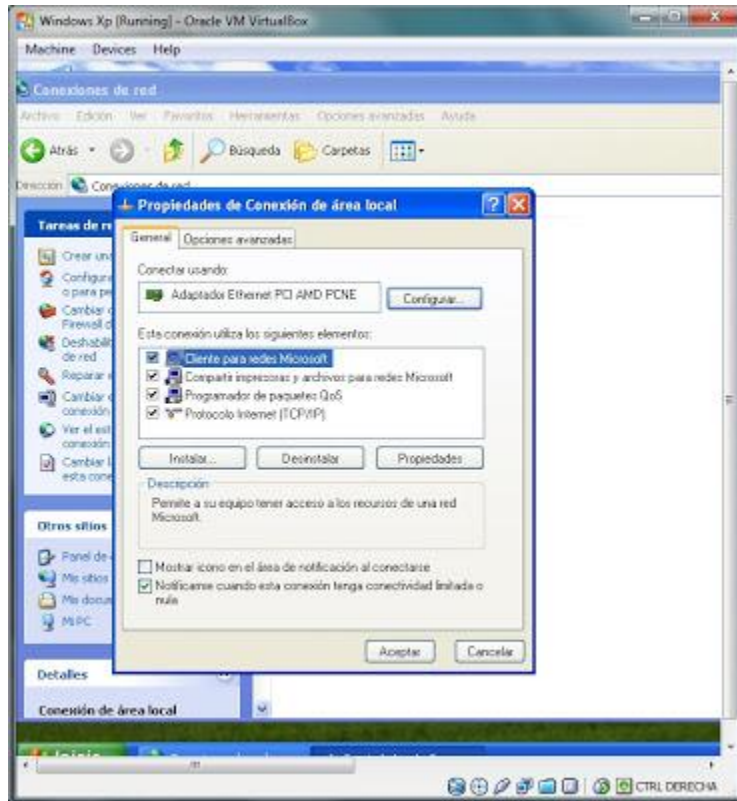 Windows Xp [Running] - Oracle VM VirtualBox
Machine Devices Help
Conexiones de red
Archivo Edición Ver Favoritos Herramientas Opciones avanzadas Ayuda
Atrás Búsqueda Carpetas
Dirección Conexiones de red
Propiedades de Conexión de área local
Tareas de re
General Opciones avanzadas
Crear una
Conectar usando:
Configura
o para pe
Adaptador Ethernet PCI AMD PCNE Configurar...
Cambiar c
Firewall d
Esta conexión utiliza los siguientes elementos:
Deshabilit
de red
Cliente para redes Microsoft
Reparar e
Compartir impresoras y archivos para redes Microsoft
Cambiar e
conexión
Programador de paquetes QoS
Protocolo Internet (TCP/IP)
Ver el est
conexión
Instalar... Desinstalar Propiedades
Cambiar l
esta cone
Descripción
Permite a su equipo tener acceso a los recursos de una red
Microsoft.
Otros sitios
Panel de
Mostrar icono en el área de notificación al conectarse
Mis sitios
Notificarme cuando esta conexión tenga conectividad limitada o
nula
Mis docum
Mi PC
Aceptar Cancelar
Detalles
Conexión de área local
Inicio
CTRL DERECHA